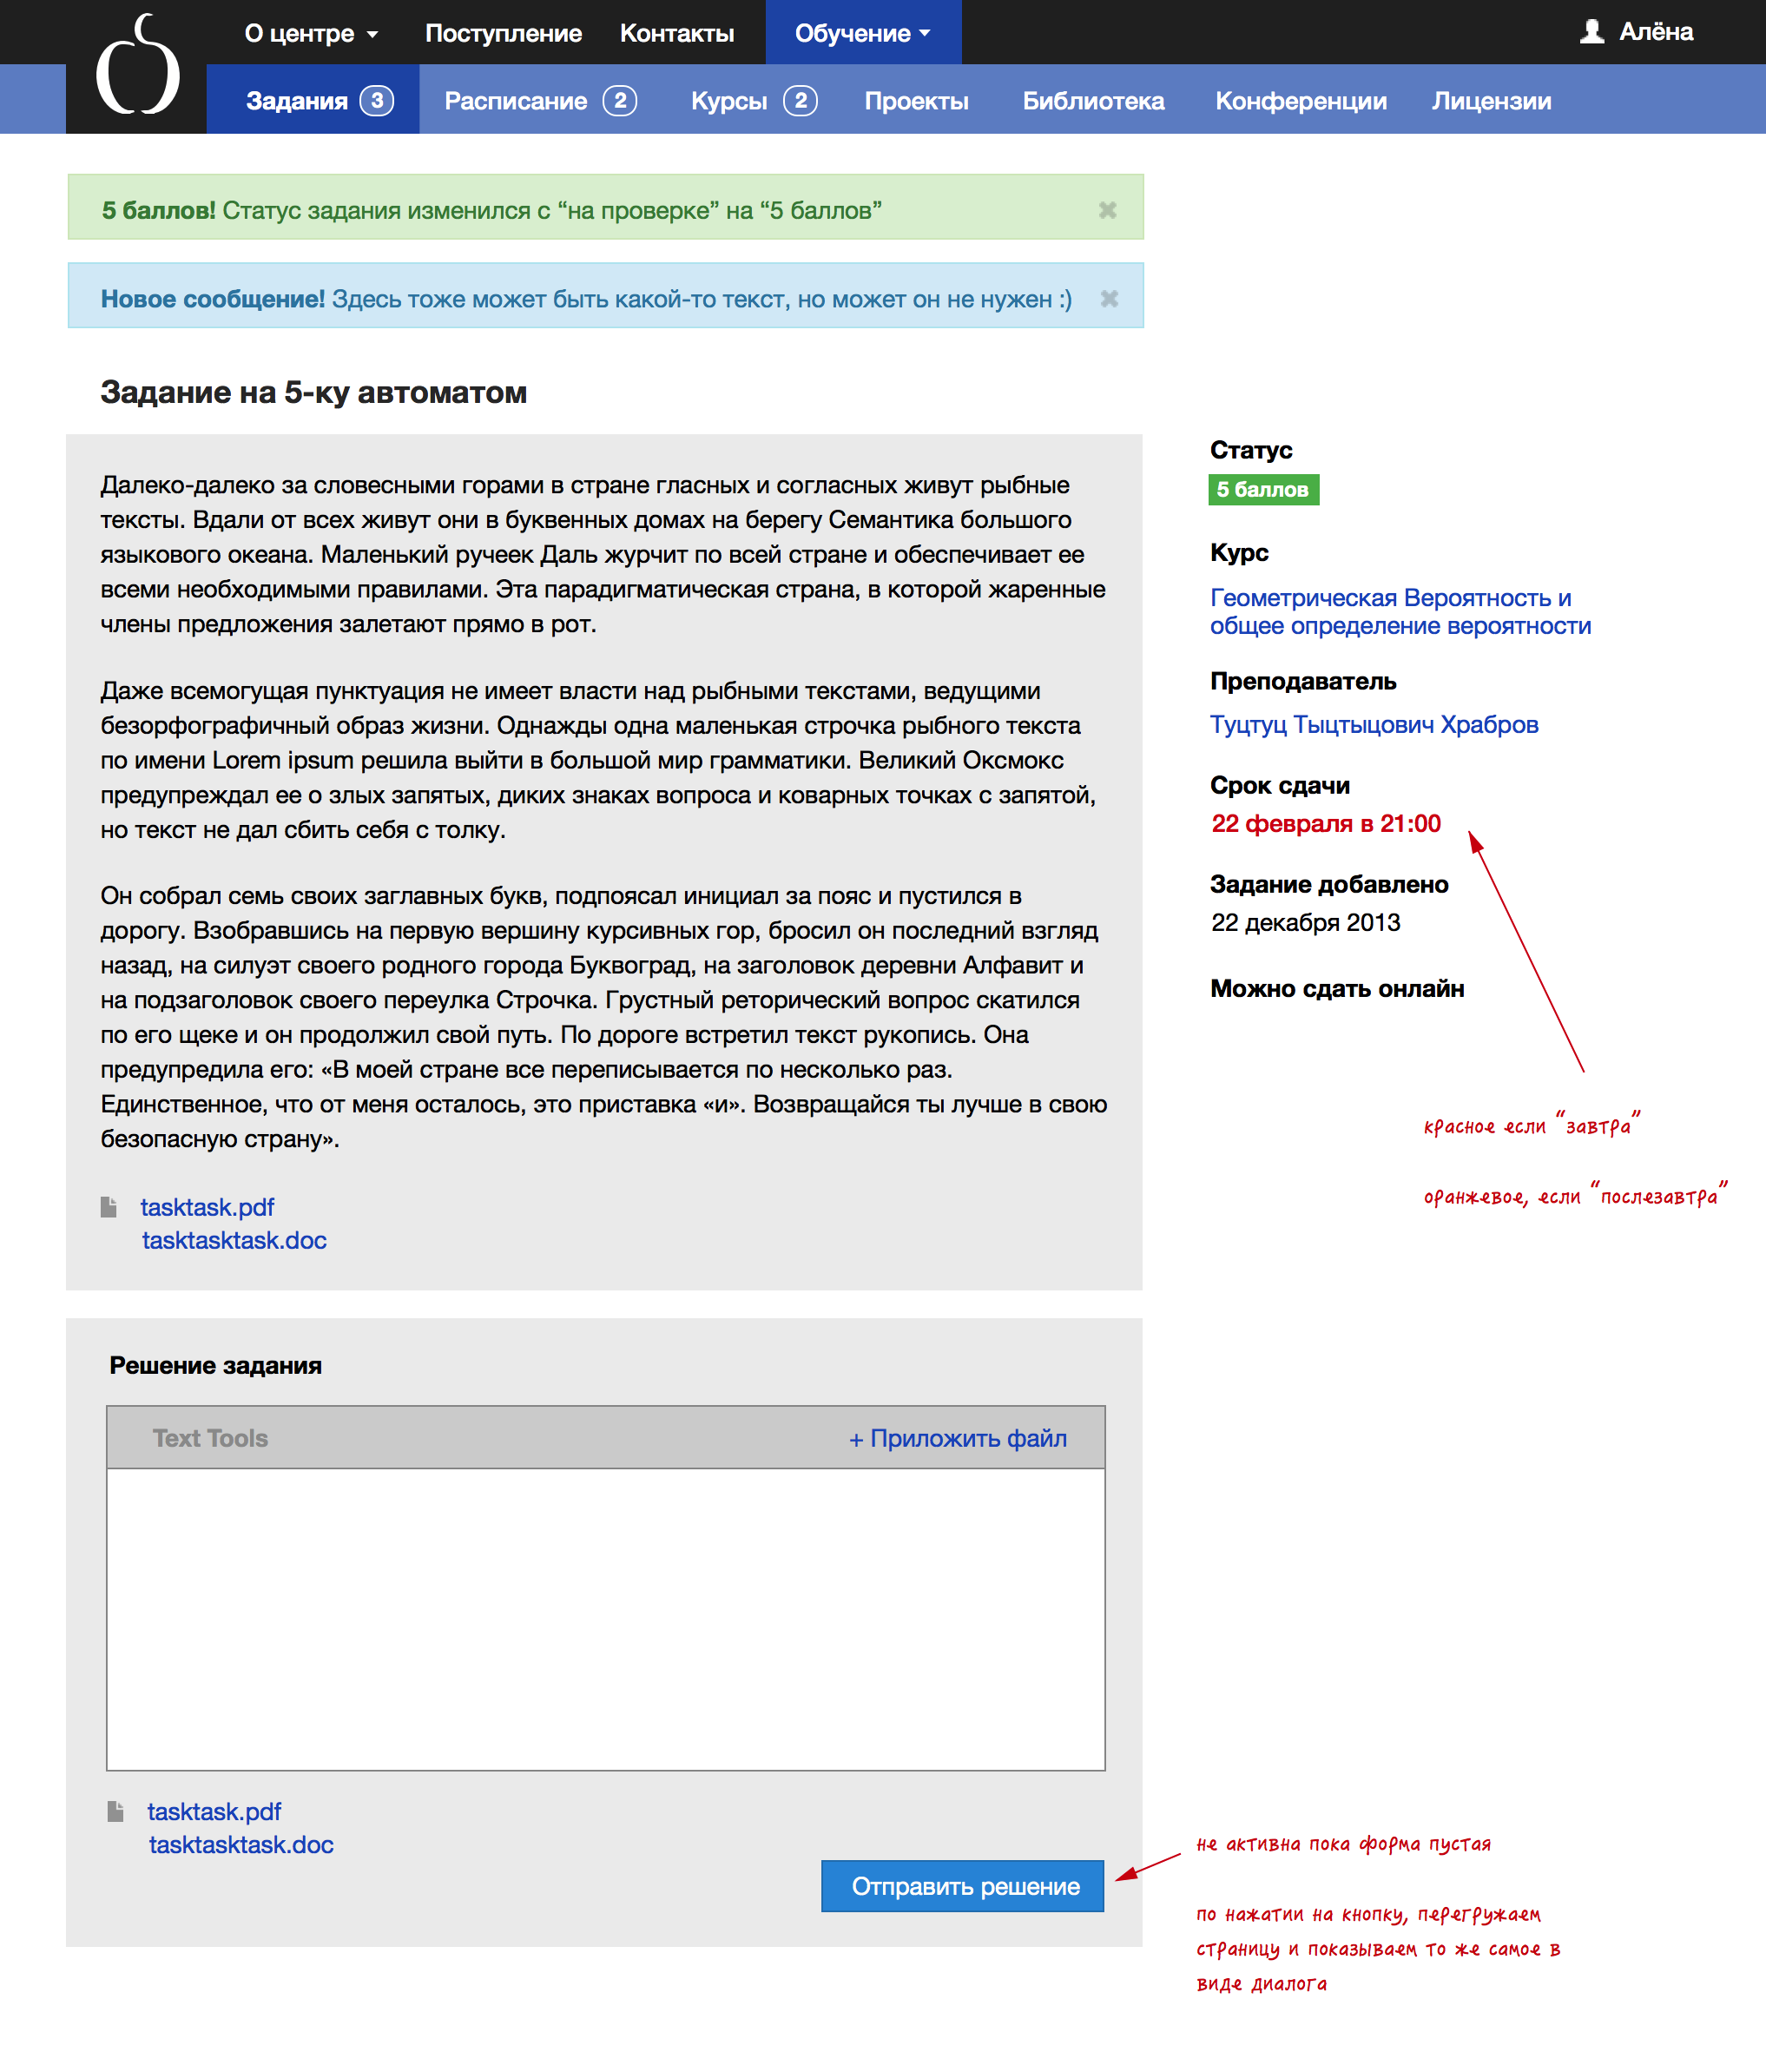 О центре
Поступление
Контакты
Обучение
Алёна
Задания 3
Расписание 2
Курсы 2
Проекты
Библиотека
Конференции
Лицензии
5 баллов! Статус задания изменился с “на проверке” на “5 баллов”
Новое сообщение! Здесь тоже может быть какой-то текст, но может он не нужен :)
Задание на 5-ку автоматом
Далеко-далеко за словесными горами в стране гласных и согласных живут рыбные
тексты. Вдали от всех живут они в буквенных домах на берегу Семантика большого
языкового океана. Маленький ручеек Даль журчит по всей стране и обеспечивает ее
всеми необходимыми правилами. Эта парадигматическая страна, в которой жаренные
члены предложения залетают прямо в рот.
Даже всемогущая пунктуация не имеет власти над рыбными текстами, ведущими
безорфографичный образ жизни. Однажды одна маленькая строчка рыбного текста
по имени Lorem ipsum решила выйти в большой мир грамматики. Великий Оксмокс
предупреждал ее о злых запятых, диких знаках вопроса и коварных точках с запятой,
но текст не дал сбить себя с толку.
Он собрал семь своих заглавных букв, подпоясал инициал за пояс и пустился в
дорогу. Взобравшись на первую вершину курсивных гор, бросил он последний взгляд
назад, на силуэт своего родного города Буквоград, на заголовок деревни Алфавит и
на подзаголовок своего переулка Строчка. Грустный реторический вопрос скатился
по его щеке и он продолжил свой путь. По дороге встретил текст рукопись. Она
предупредила его: «В моей стране все переписывается по несколько раз.
Единственное, что от меня осталось, это приставка «и». Возвращайся ты лучше в свою
безопасную страну».
tasktask.pdf
tasktasktask.doc
Статус
5 баллов
Курс
Геометрическая Вероятность и
общее определение вероятности
Преподаватель
Туцтуц Тыцтыцович Храбров
Срок сдачи
22 февраля в 21:00
Задание добавлено
22 декабря 2013
Можно сдать онлайн
красное если “завтра”
оранжевое, если “послезавтра”
Решение задания
Text Tools
+ Приложить файл
tasktask.pdf
tasktasktask.doc
Отправить решение
не активна пока форма пустая
по нажатии на кнопку, перегружаем
страницу и показываем то же самое в
виде диалога